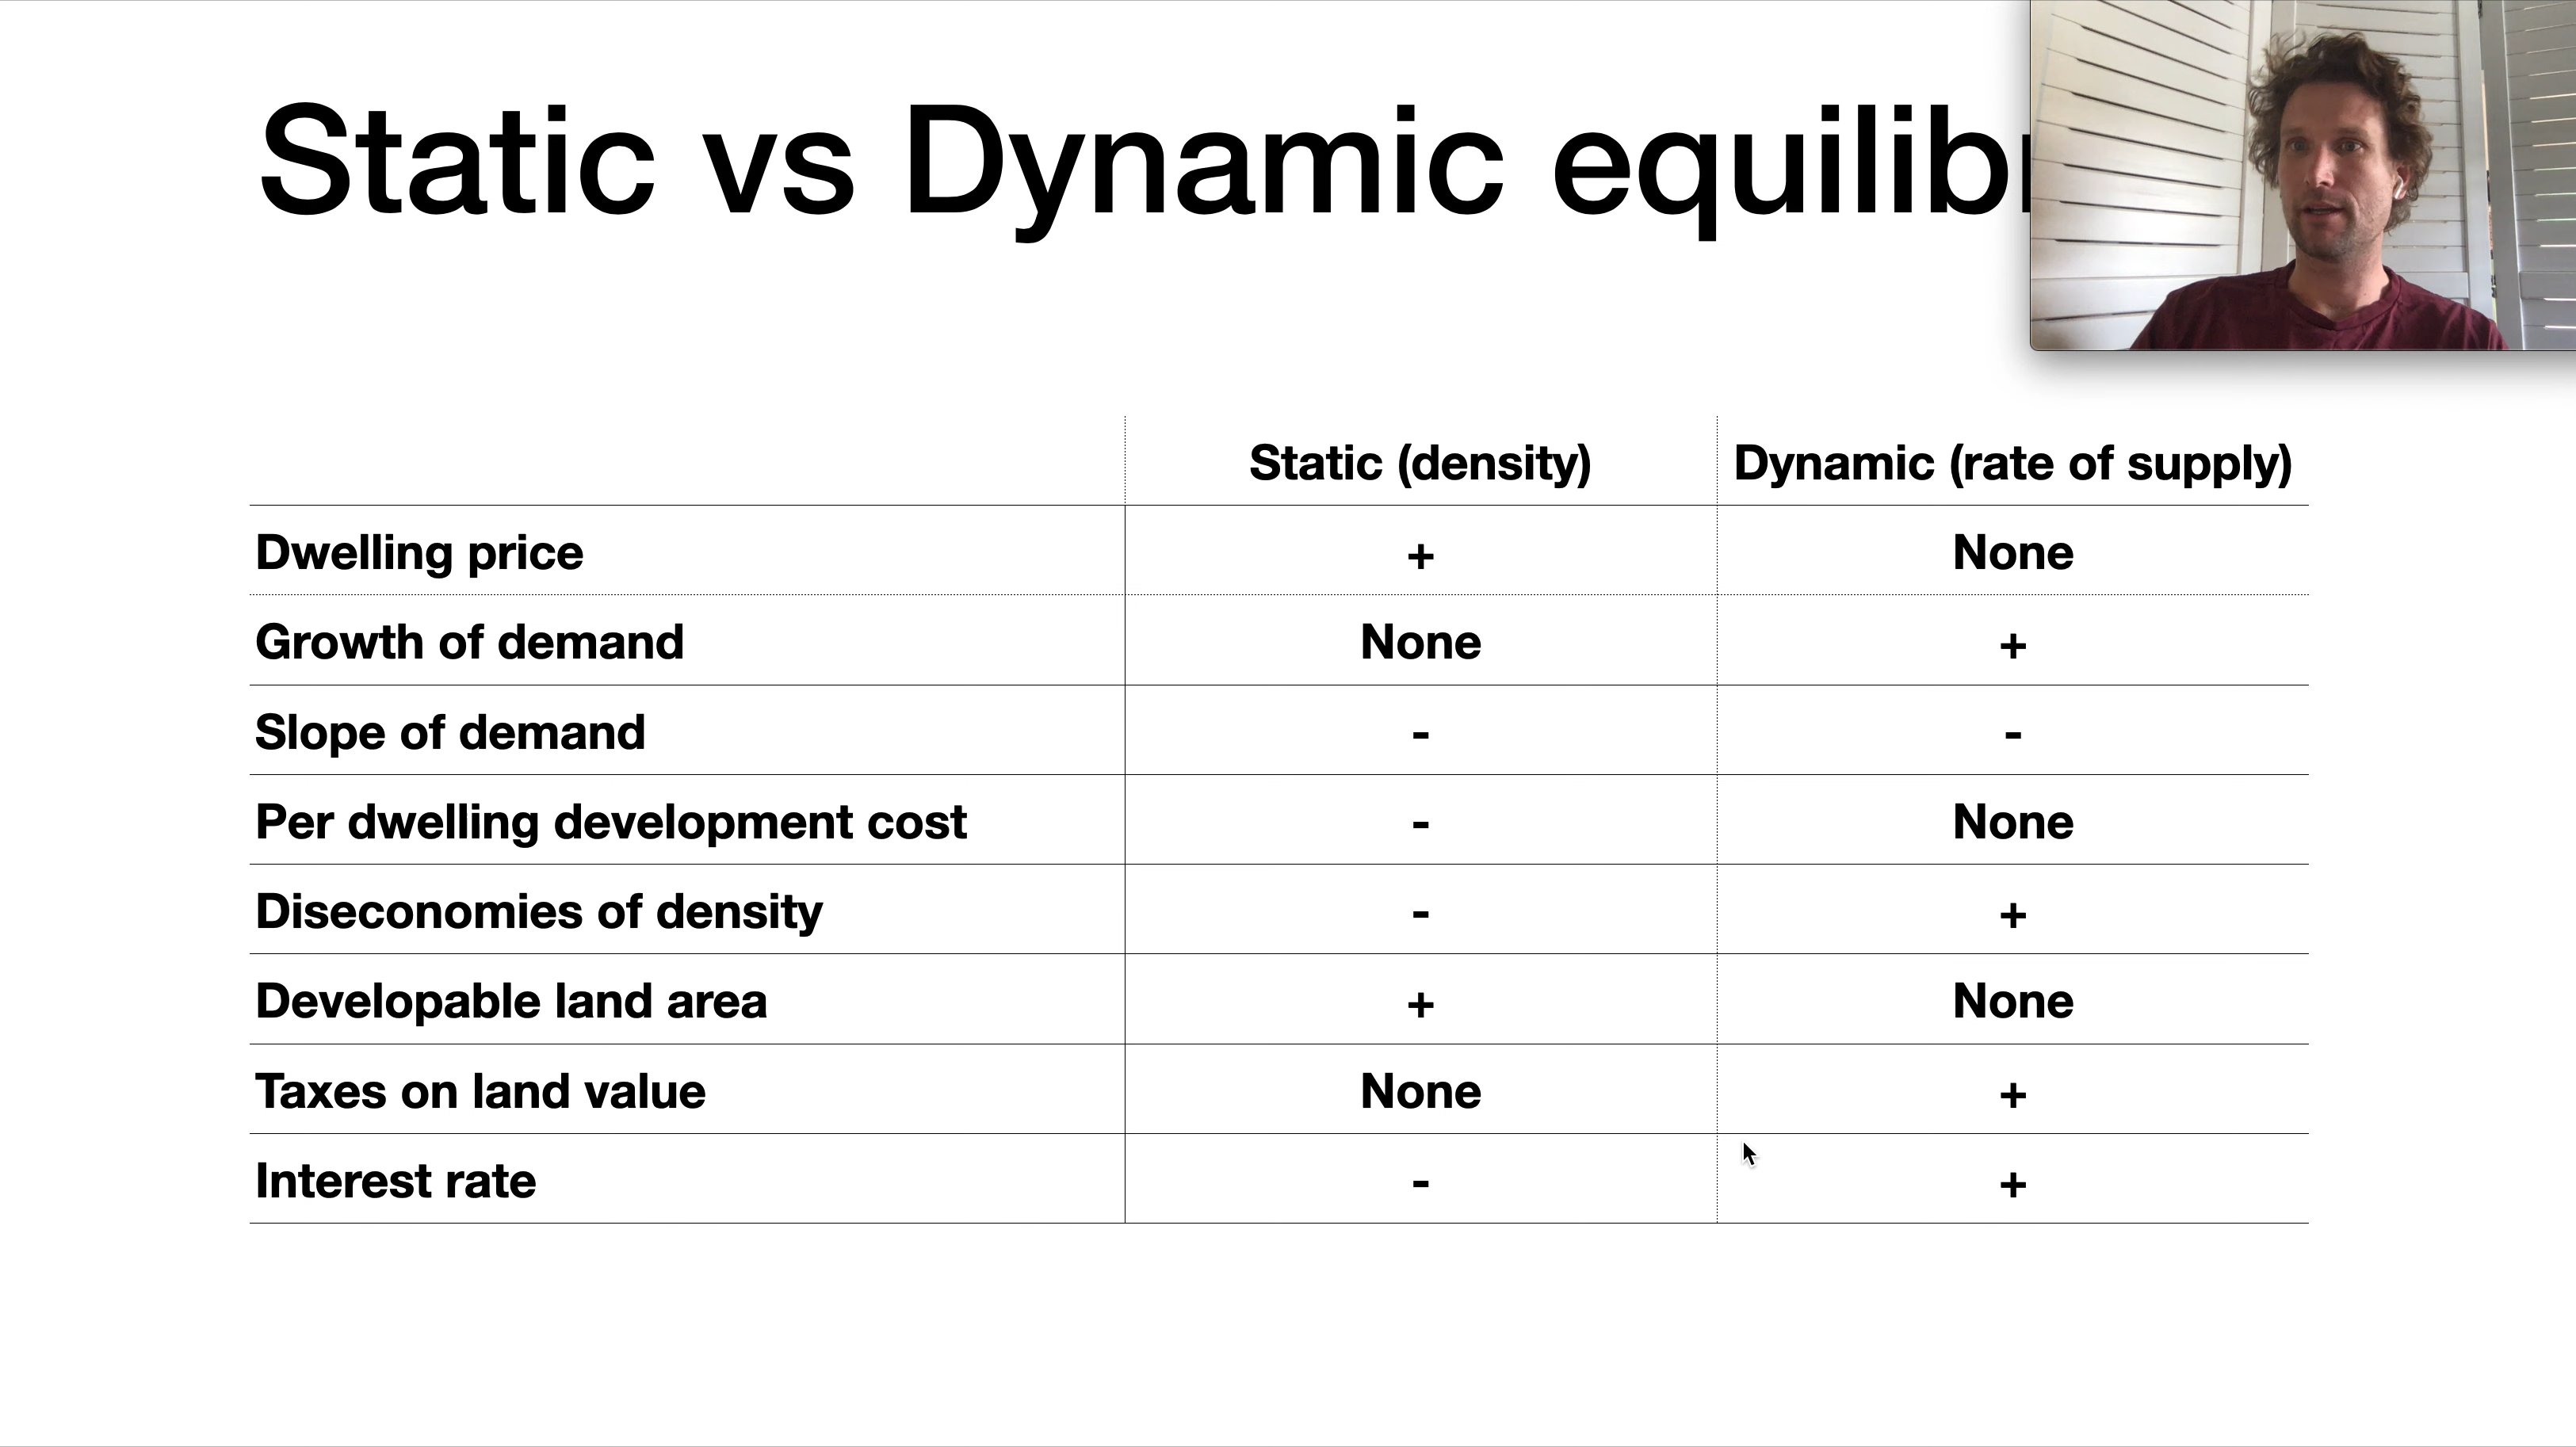 Static vs Dynamic
Static (density) Dynamic (rate of supply)
Dwelling price + None
Growth of demand None +
Slope of demand - -
Per dwelling development cost - None
Diseconomies of density - +
Developable land area + None
Taxes on land value None +
Interest rate - +